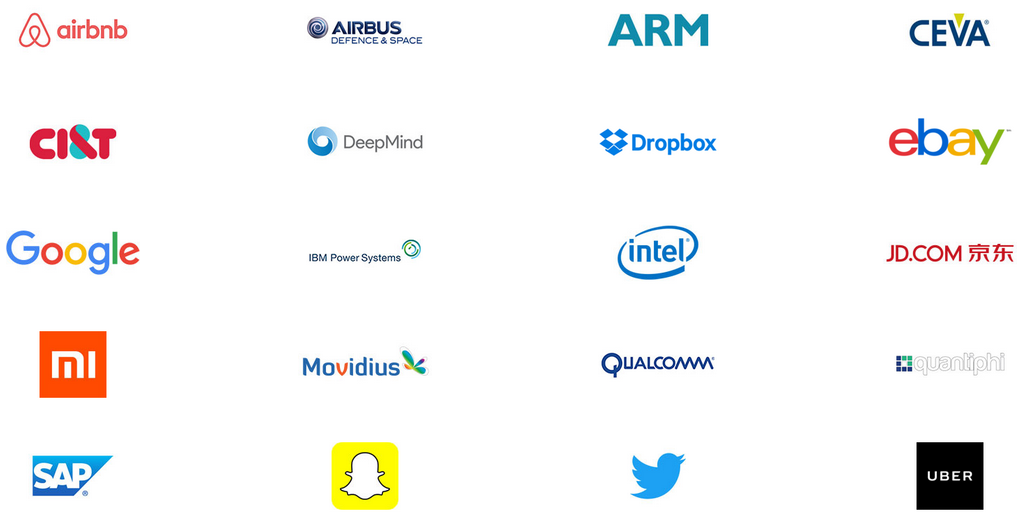 airbnb
AIRBUS
DEFENCE & SPACE
ARM
CEVA®
CI&T
DeepMind
Dropbox
ebay™
Google
IBM Power Systems
intel®
JD.COM 京东
MI
Movidius
QUALCOMM®
quantiphi
SAP®
UBER